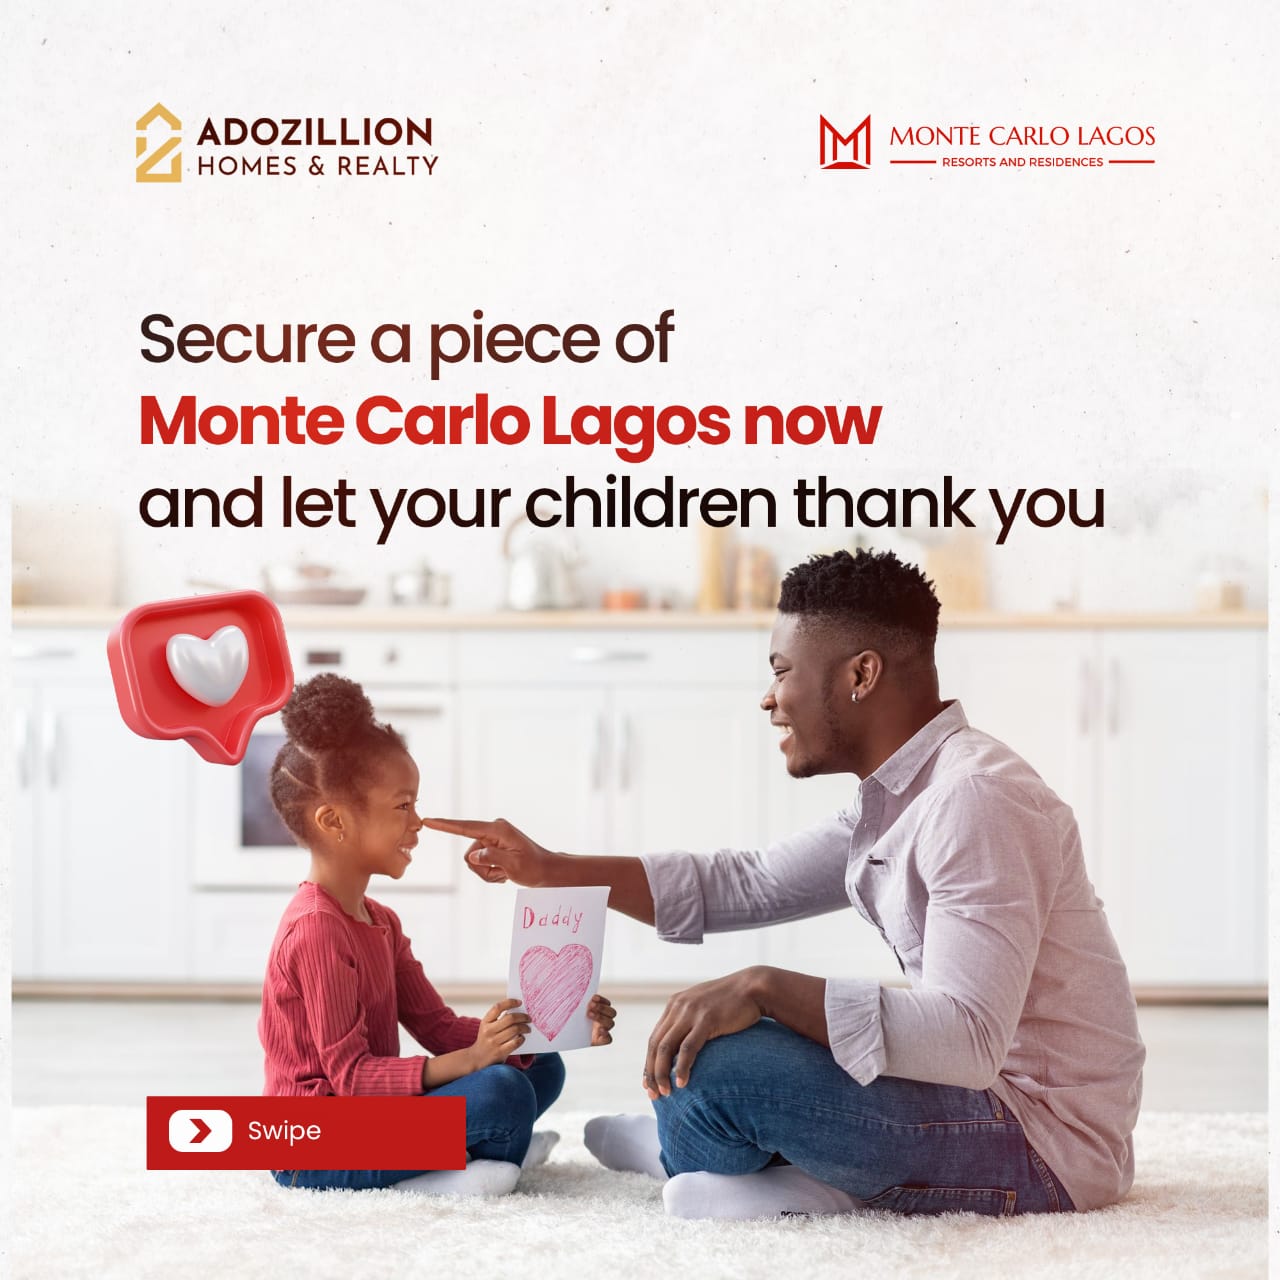 ADOZILLION
HOMES & REALTY
MONTE CARLO LAGOS
RESORTS AND RESIDENCES
Secure a piece of
Monte Carlo Lagos now
and let your children thank you
Daddy
Swipe